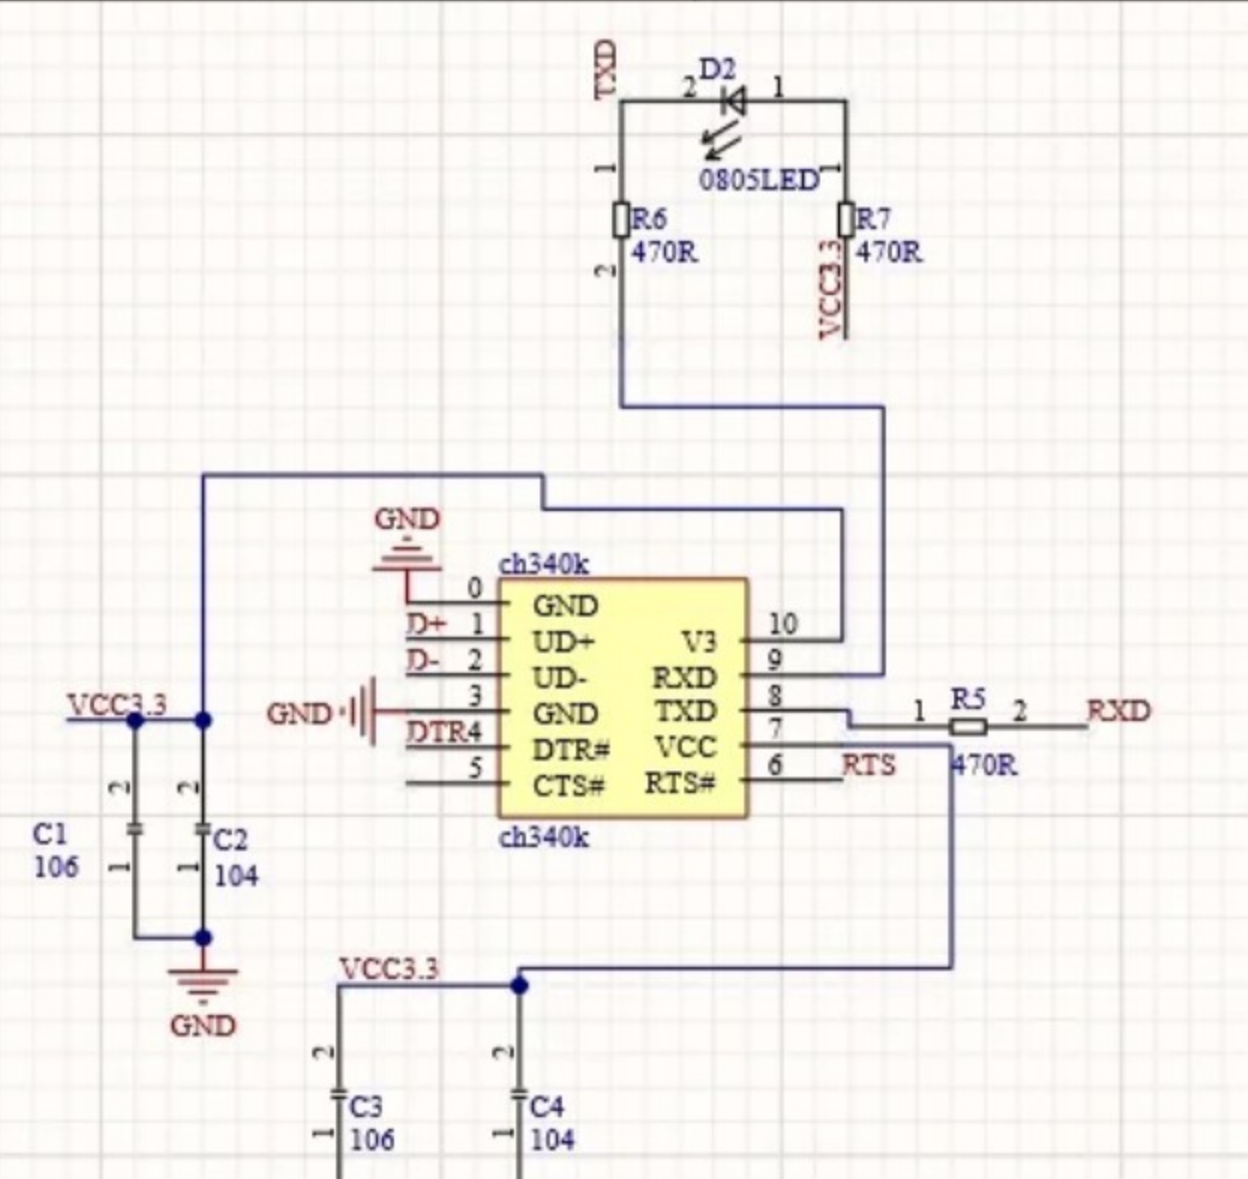 TXD
D2
2
1
0805LED
1
1
R6
470R
2
R7
470R
VCC3.3
GND
ch340k
0
GND
D+
1
UD+
V3
10
D-
2
UD-
RXD
9
GND
3
GND
TXD
8
1
R5
2
RXD
DTR
4
DTR#
VCC
7
470R
5
CTS#
RTS#
6
RTS
ch340k
VCC3.3
2
2
C1
106
1
1
C2
104
GND
VCC3.3
2
2
C3
106
1
C4
104
1